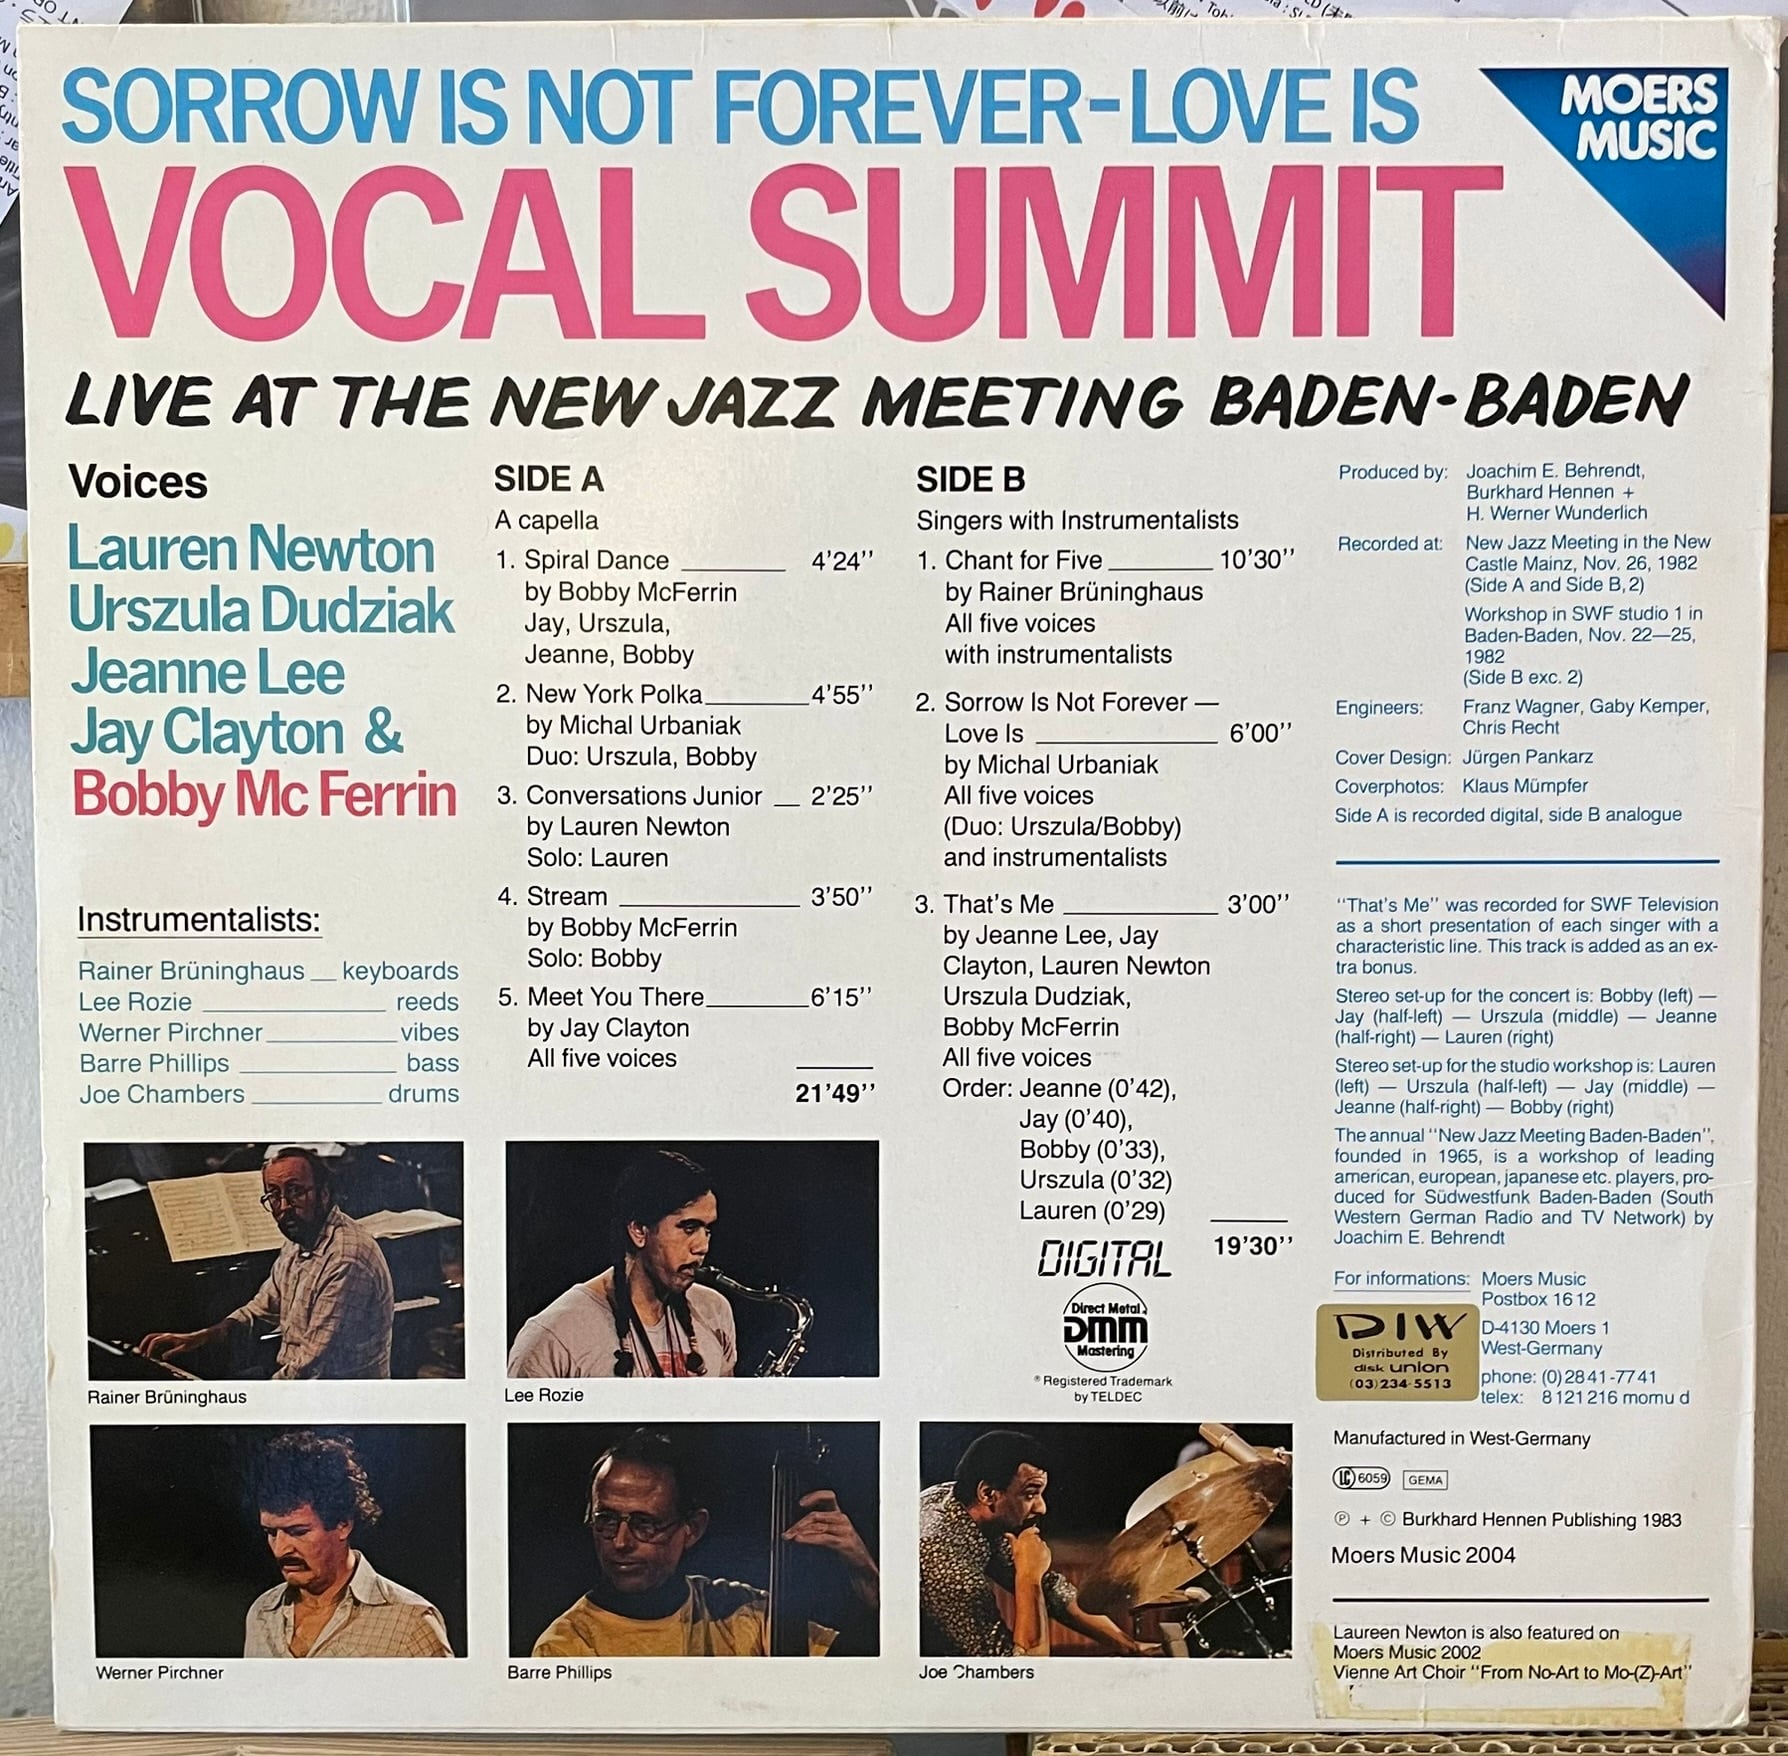 SORROW IS NOT FOREVER-LOVE IS
VOCAL SUMMIT
MOERS
MUSIC
LIVE AT THE NEW JAZZ MEETING BADEN-BADEN
Voices
Lauren Newton
Urszula Dudziak
Jeanne Lee
Jay Clayton &
Bobby Mc Ferrin
Instrumentalists:
Rainer Brüninghaus __ keyboards
Lee Rozie ____________ reeds
Werner Pirchner________ vibes
Barre Phillips __________ bass
Joe Chambers ________ drums
SIDE A
A capella
1. Spiral Dance _______ 4'24''
by Bobby McFerrin
Jay, Urszula,
Jeanne, Bobby
2. New York Polka_______4'55''
by Michal Urbaniak
Duo: Urszula, Bobby
3. Conversations Junior __ 2'25''
by Lauren Newton
Solo: Lauren
4. Stream ____________ 3'50''
by Bobby McFerrin
Solo: Bobby
5. Meet You There_______6'15''
by Jay Clayton
All five voices
21'49''
SIDE B
Singers with Instrumentalists
1. Chant for Five _______ 10'30''
by Rainer Brüninghaus
All five voices
with instrumentalists
2. Sorrow Is Not Forever —
Love Is ____________ 6'00''
by Michal Urbaniak
All five voices
(Duo: Urszula/Bobby)
and instrumentalists
3. That's Me __________ 3'00''
by Jeanne Lee, Jay
Clayton, Lauren Newton
Urszula Dudziak,
Bobby McFerrin
All five voices
Order: Jeanne (0'42),
Jay (0'40),
Bobby (0'33),
Urszula (0'32)
Lauren (0'29)
19'30''
DIGITAL
Direct Metal
DMM
Mastering
® Registered Trademark
by TELDEC
Produced by: Joachim E. Behrendt,
Burkhard Hennen +
H. Werner Wunderlich
Recorded at: New Jazz Meeting in the New
Castle Mainz, Nov. 26, 1982
(Side A and Side B,2)
Workshop in SWF studio 1 in
Baden-Baden, Nov. 22—25,
1982
(Side B exc. 2)
Engineers: Franz Wagner, Gaby Kemper,
Chris Recht
Cover Design: Jürgen Pankarz
Coverphotos: Klaus Mümpfer
Side A is recorded digital, side B analogue
''That's Me'' was recorded for SWF Television
as a short presentation of each singer with a
characteristic line. This track is added as an ex-
tra bonus.
Stereo set-up for the concert is: Bobby (left) —
Jay (half-left) — Urszula (middle) — Jeanne
(half-right) — Lauren (right)
Stereo set-up for the studio workshop is: Lauren
(left) — Urszula (half-left) — Jay (middle) —
Jeanne (half-right) — Bobby (right)
The annual ''New Jazz Meeting Baden-Baden'',
founded in 1965, is a workshop of leading
american, european, japanese etc. players, pro-
duced for Südwestfunk Baden-Baden (South
Western German Radio and TV Network) by
Joachim E. Behrendt
For informations: Moers Music
Postbox 1612
D-4130 Moers 1
West-Germany
phone: (0)2841-7741
telex: 8121216 momu d
DIW
Distributed By
disk union
(03)234-5513
Manufactured in West-Germany
LC 6059 GEMA
℗ + © Burkhard Hennen Publishing 1983
Moers Music 2004
Laureen Newton is also featured on
Moers Music 2002
Vienne Art Choir ''From No-Art to Mo-(Z)-Art''
Rainer Brüninghaus
Lee Rozie
Werner Pirchner
Barre Phillips
Joe Chambers